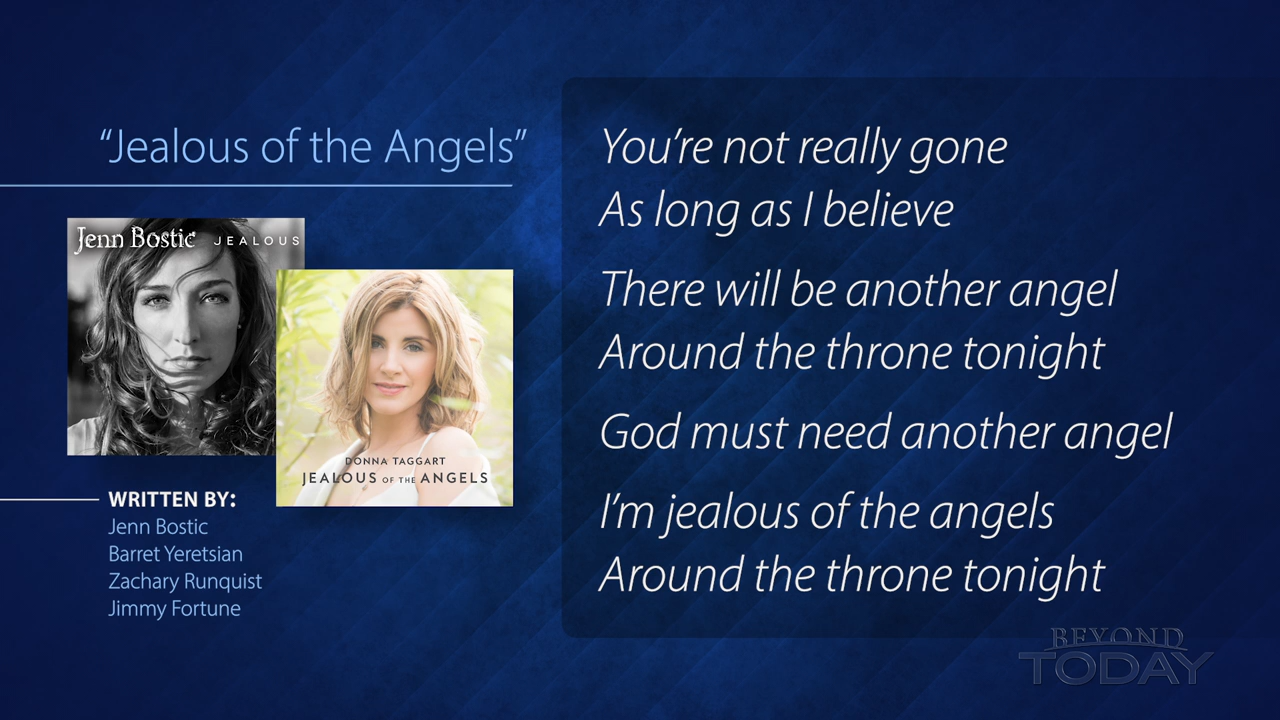 “Jealous of the Angels”
Jenn Bostic JEALOUS
DONNA TAGGART
JEALOUS OF THE ANGELS
WRITTEN BY:
Jenn Bostic
Barret Yeretsian
Zachary Runquist
Jimmy Fortune
You’re not really gone
As long as I believe
There will be another angel
Around the throne tonight
God must need another angel
I’m jealous of the angels
Around the throne tonight
BEYOND
TODAY